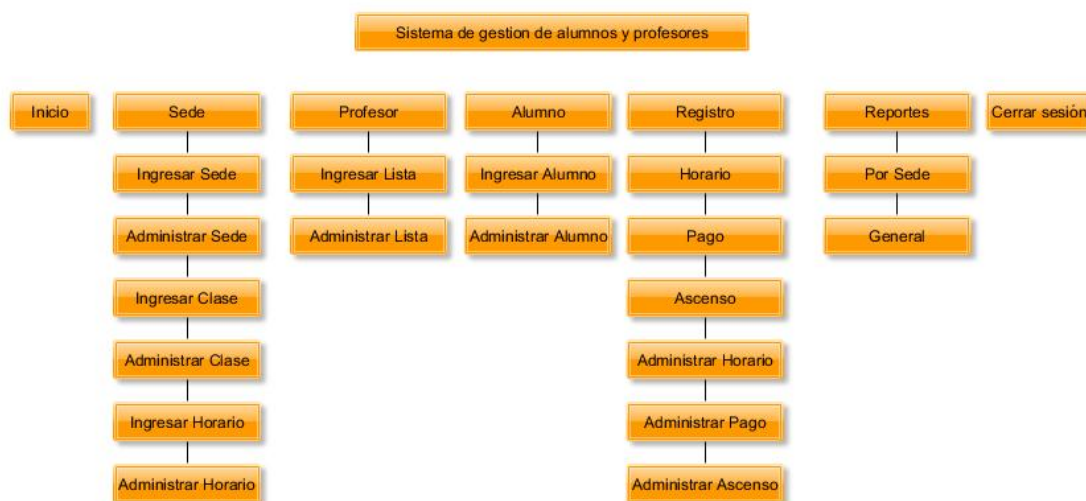 Sistema de gestion de alumnos y profesores
Inicio
Sede
Profesor
Alumno
Registro
Reportes
Cerrar sesión
Ingresar Sede
Ingresar Lista
Ingresar Alumno
Horario
Por Sede
Administrar Sede
Administrar Lista
Administrar Alumno
Pago
General
Ingresar Clase
Ascenso
Administrar Clase
Administrar Horario
Ingresar Horario
Administrar Pago
Administrar Horario
Administrar Ascenso